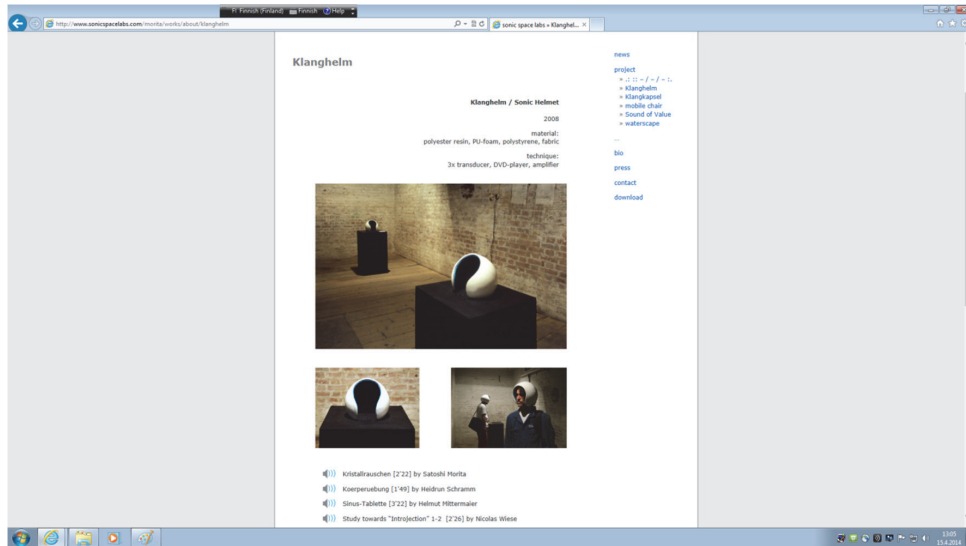 FI Finnish (Finland) Finnish Help
http://www.sonicspacelabs.com/morita/works/about/klanghelm
sonic space labs » Klanghel...
Klanghelm
Klanghelm / Sonic Helmet
2008
material:
polyester resin, PU-foam, polystyrene, fabric
technique:
3x transducer, DVD-player, amplifier
Kristallrauschen [2'22] by Satoshi Morita
Koerperuebung [1'49] by Heidrun Schramm
Sinus-Tablette [3'22] by Helmut Mittermaier
Study towards "Introjection" 1-2 [2'26] by Nicolas Wiese
news
project
» .: :: – / – / – :.
» Klanghelm
» Klangkapsel
» mobile chair
» Sound of Value
» waterscape
...
bio
press
contact
download
13:05
15.4.2014